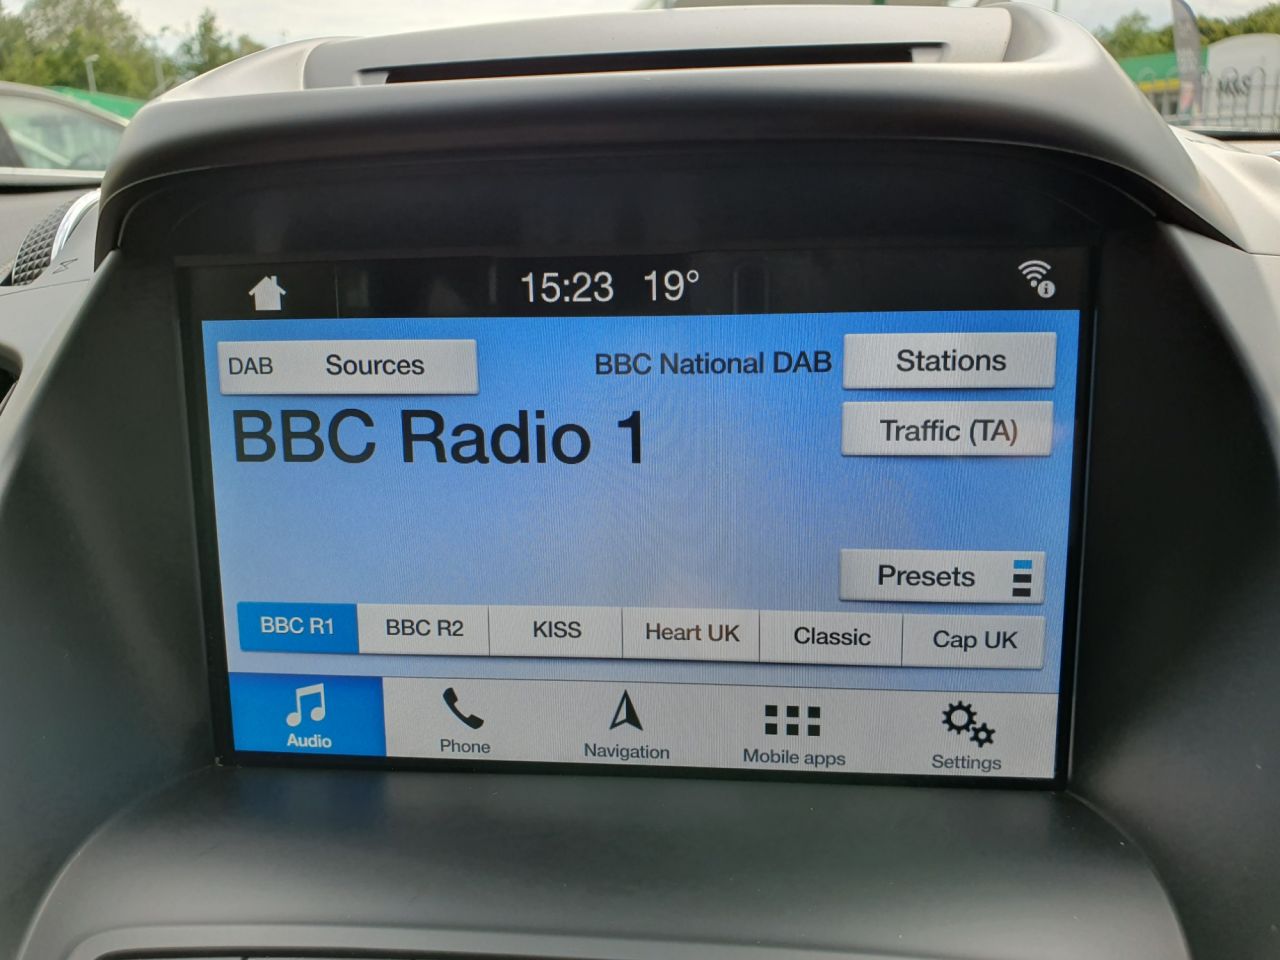 15:23 19°
DAB Sources
BBC National DAB
Stations
BBC Radio 1
Traffic (TA)
Presets
BBC R1 BBC R2 KISS Heart UK Classic Cap UK
Audio Phone Navigation Mobile apps Settings
M&S